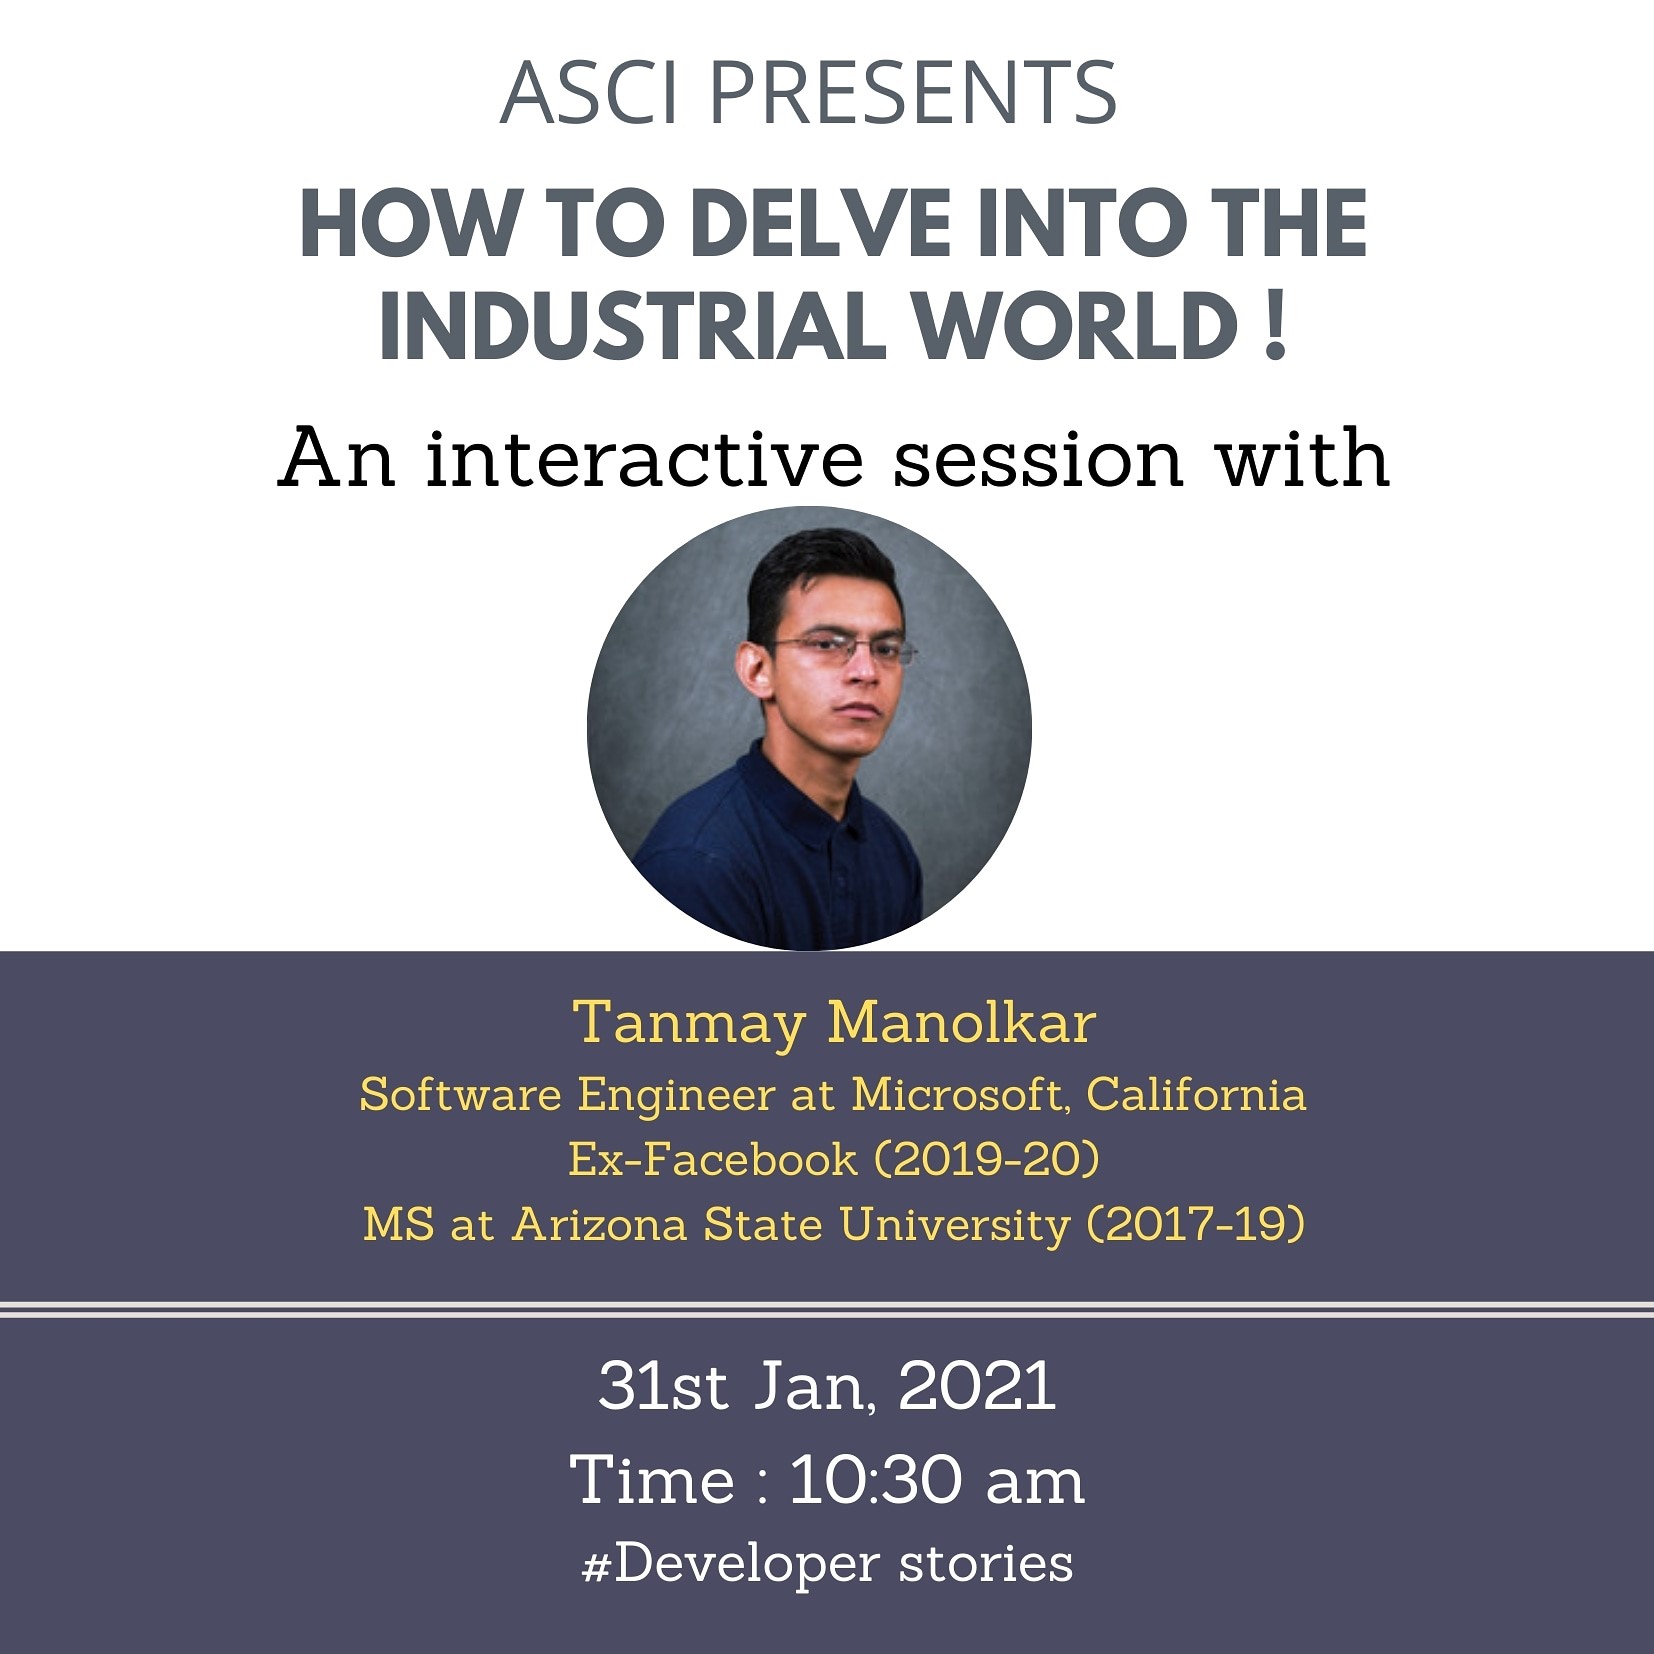 ASCI PRESENTS
HOW TO DELVE INTO THE
INDUSTRIAL WORLD !
An interactive session with
Tanmay Manolkar
Software Engineer at Microsoft, California
Ex-Facebook (2019-20)
MS at Arizona State University (2017-19)
31st Jan, 2021
Time : 10:30 am
#Developer stories